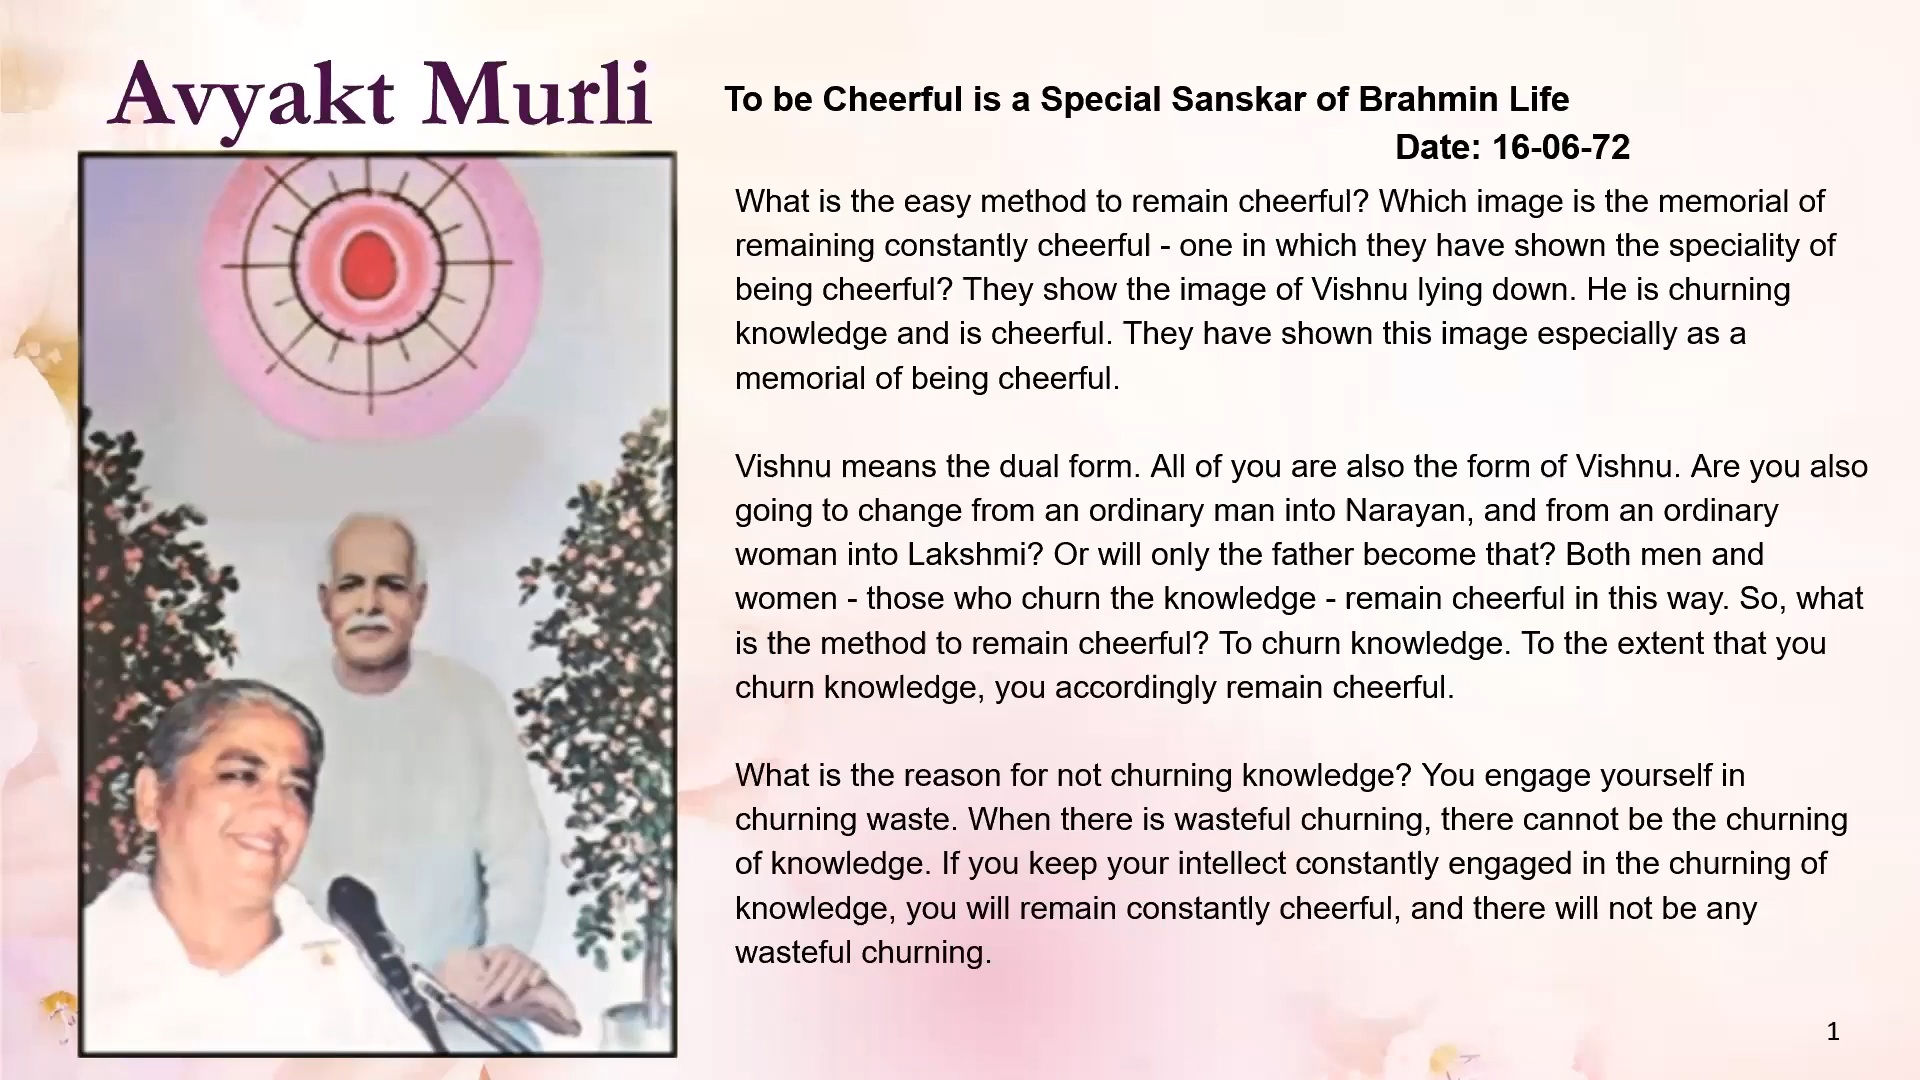 Avyakt Murli
To be Cheerful is a Special Sanskar of Brahmin Life
Date: 16-06-72
What is the easy method to remain cheerful? Which image is the memorial of
remaining constantly cheerful - one in which they have shown the speciality of
being cheerful? They show the image of Vishnu lying down. He is churning
knowledge and is cheerful. They have shown this image especially as a
memorial of being cheerful.
Vishnu means the dual form. All of you are also the form of Vishnu. Are you also
going to change from an ordinary man into Narayan, and from an ordinary
woman into Lakshmi? Or will only the father become that? Both men and
women - those who churn the knowledge - remain cheerful in this way. So, what
is the method to remain cheerful? To churn knowledge. To the extent that you
churn knowledge, you accordingly remain cheerful.
What is the reason for not churning knowledge? You engage yourself in
churning waste. When there is wasteful churning, there cannot be the churning
of knowledge. If you keep your intellect constantly engaged in the churning of
knowledge, you will remain constantly cheerful, and there will not be any
wasteful churning.
1